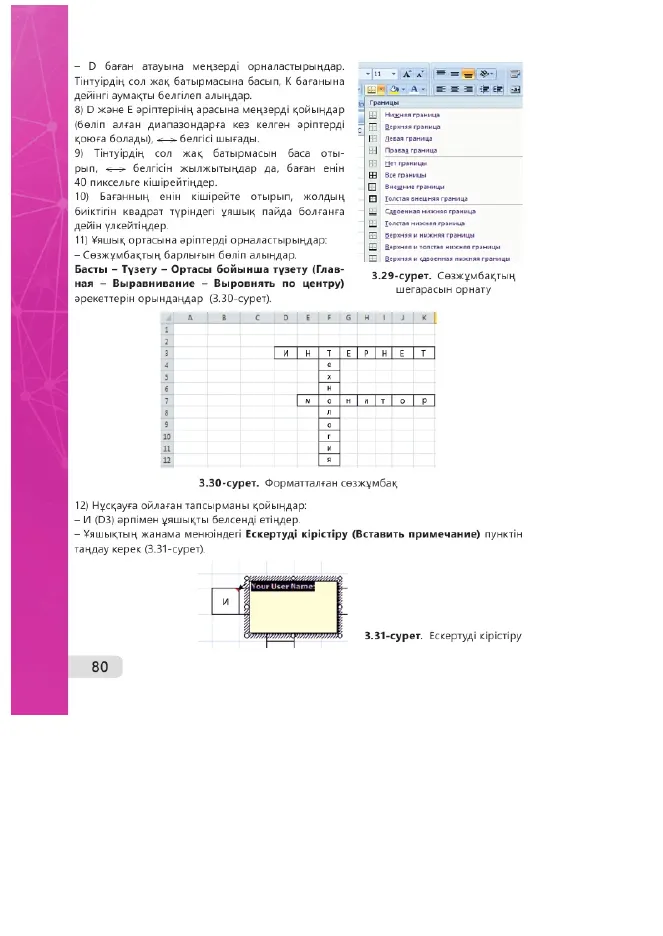 – D баған атауына меңзерді орналастырыңдар.
Тінтуірдің сол жақ батырмасына басып, K бағанына
дейінгі аумақты белгілеп алыңдар.
8) D және E әріптерінің арасына меңзерді қойыңдар
(бөліп алған диапазондарға кез келген әріптерді
қоюға болады), <—> белгісі шығады.
9) Тінтуірдің сол жақ батырмасын баса оты-
рып, <—> белгісін жылжытыңдар да, баған енін
40 пиксельге кішірейтіңдер.
10) Бағанның енін кішірейте отырып, жолдың
биіктігін квадрат түріндегі ұяшық пайда болғанға
дейін үлкейтіңдер.
11) Ұяшық ортасына әріптерді орналастырыңдар:
– Сөзжұмбақтың барлығын бөліп алыңдар.
Басты – Түзету – Ортасы бойынша түзету (Глав-
ная – Выравнивание – Выровнять по центру)
әрекеттерін орындаңдар (3.30-сурет).
11
Границы
Нижняя граница
Верхняя граница
Левая граница
Правая граница
Нет границы
Все границы
Внешние границы
Толстая внешняя граница
Сдвоенная нижняя граница
Толстая нижняя граница
Верхняя и нижняя границы
Верхняя и толстая нижняя границы
Верхняя и сдвоенная нижняя границы
3.29-сурет. Сөзжұмбақтың
шегарасын орнату
A B C D E F G H I J K
1
2
3 И Н Т Е Р Н Е Т
4 е
5 х
6 н
7 м о н и т о р
8 л
9 о
10 г
11 и
12 я
3.30-сурет. Форматталған сөзжұмбақ
12) Нұсқауға ойлаған тапсырманы қойыңдар:
– И (D3) әрпімен ұяшықты белсенді етіңдер.
– Ұяшықтың жанама менюіндегі Ескертуді кірістіру (Вставить примечание) пунктін
таңдау керек (3.31-сурет).
Your User Name:
И
3.31-сурет. Ескертуді кірістіру
80